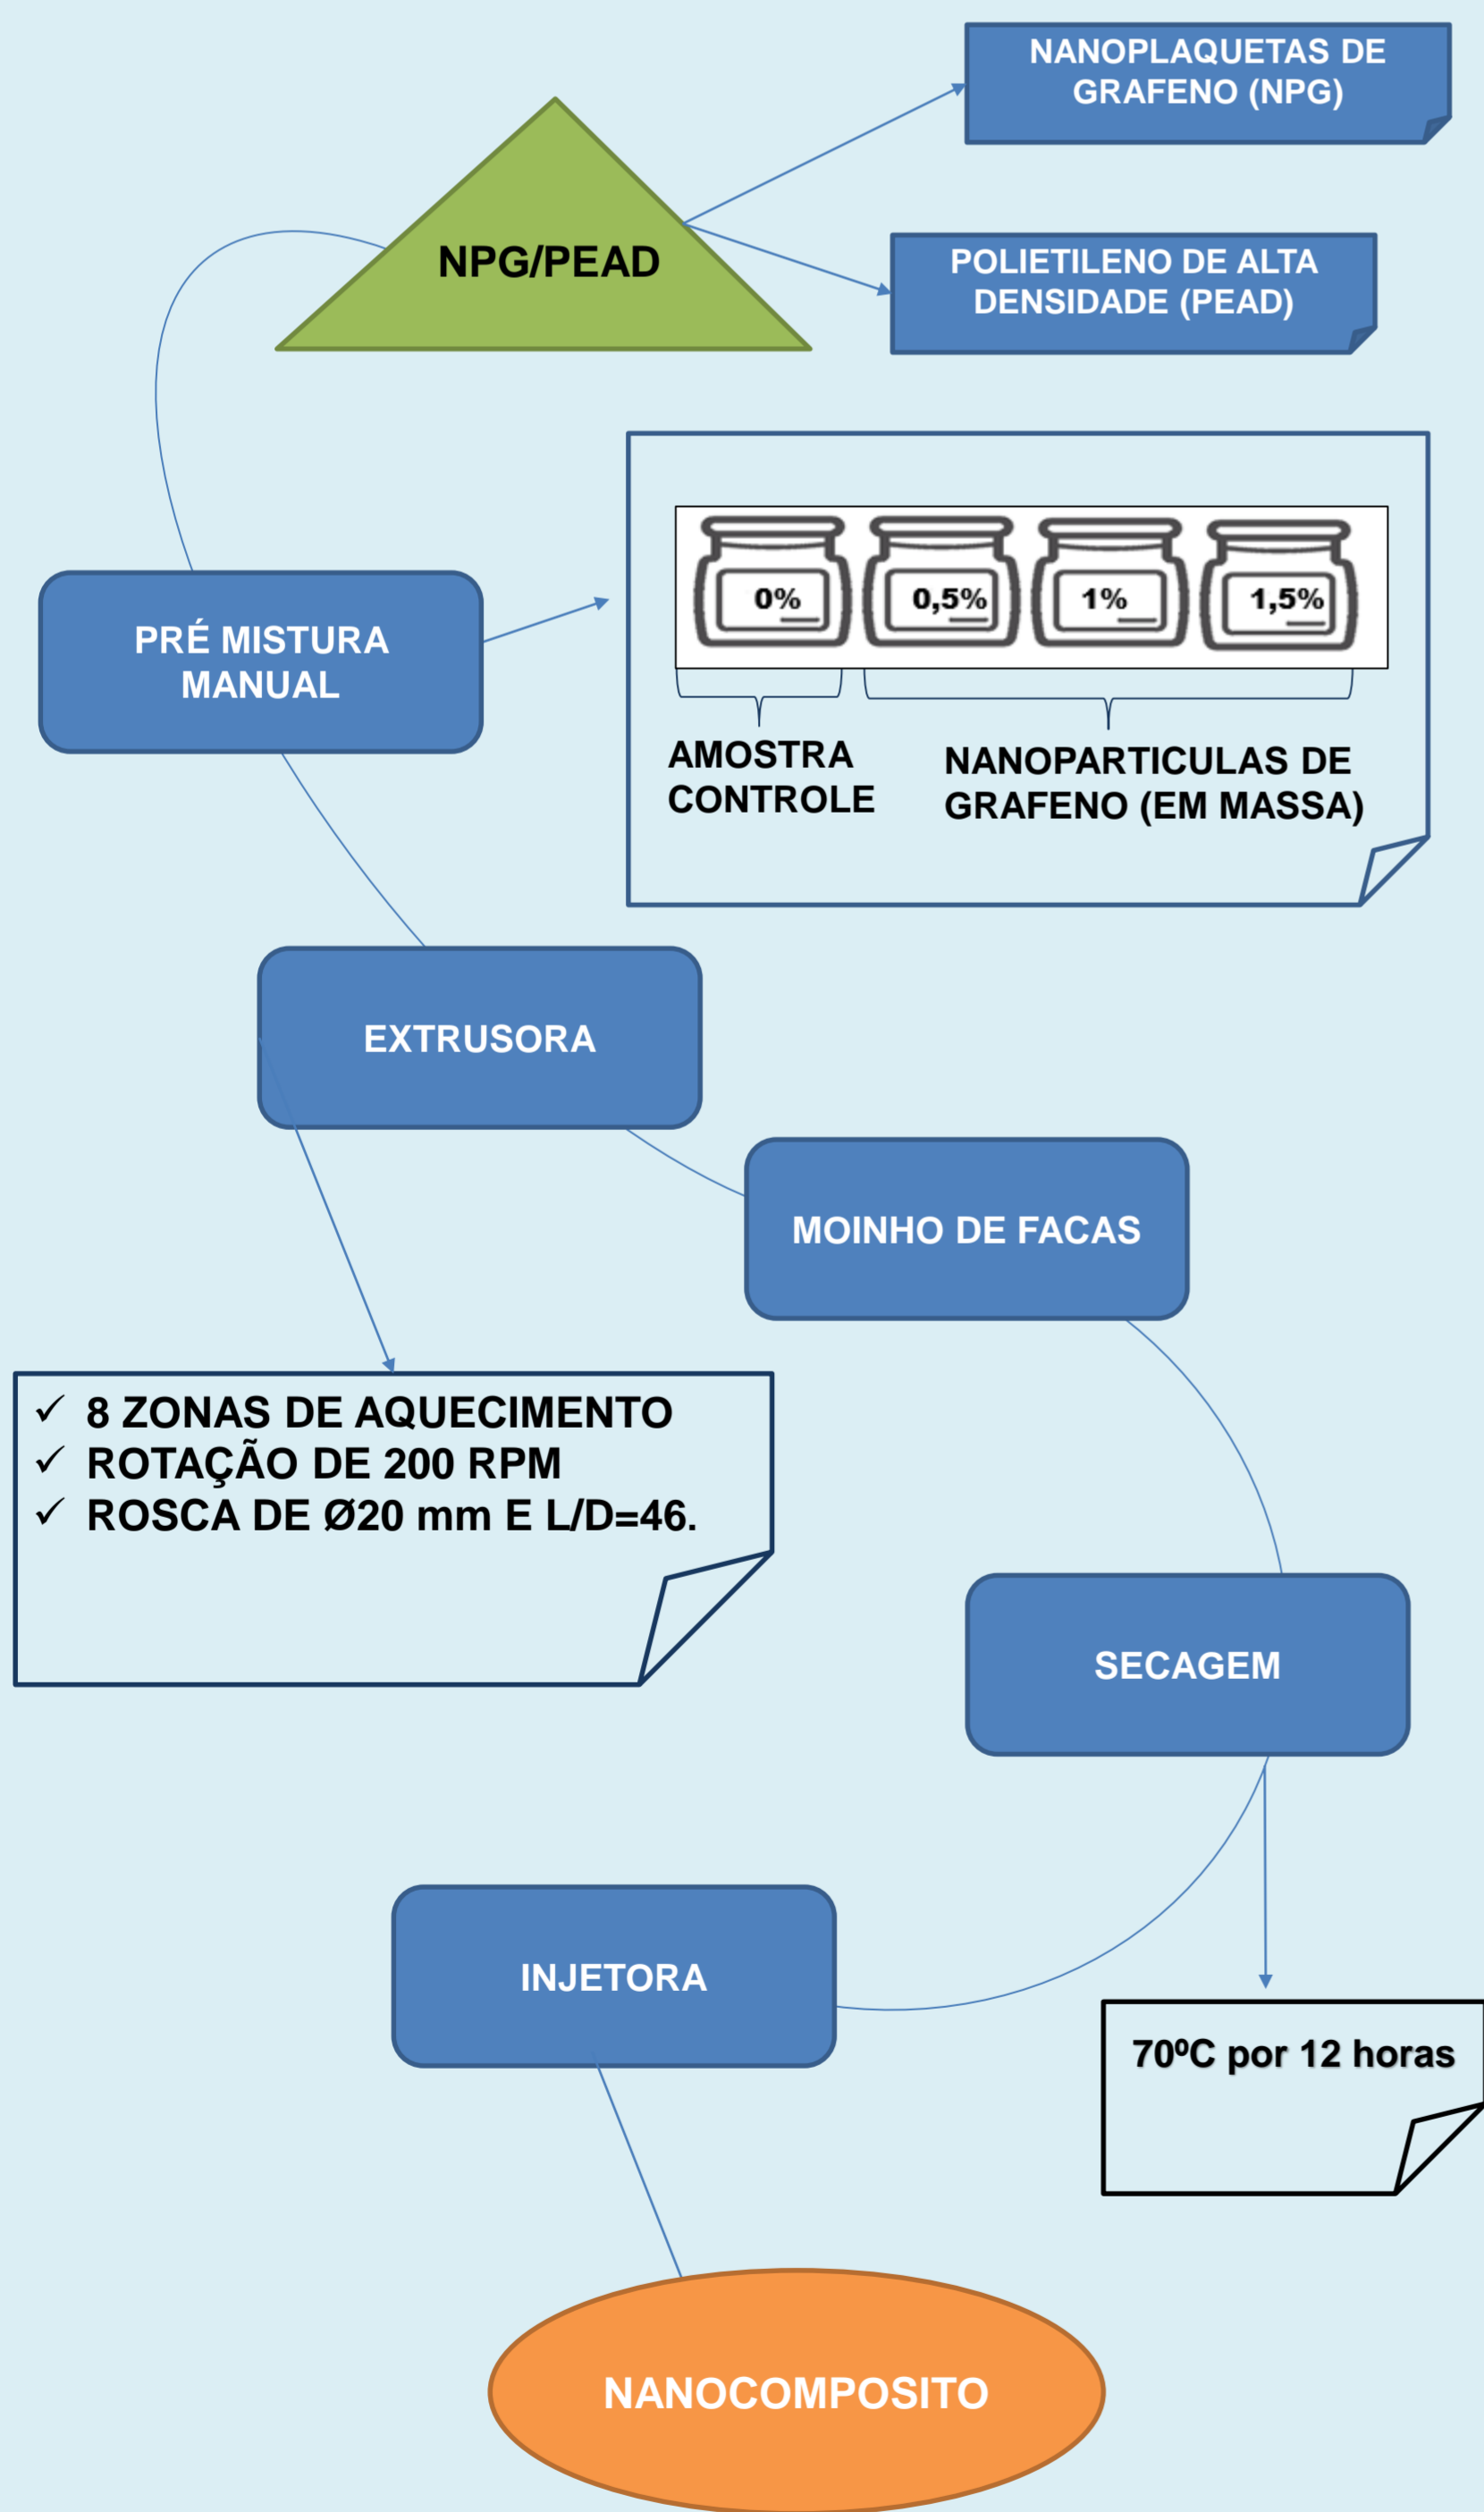 NANOPLAQUETAS DE
GRAFENO (NPG)
NPG/PEAD
POLIETILENO DE ALTA
DENSIDADE (PEAD)
0%
0,5%
1%
1,5%
PRÉ MISTURA
MANUAL
AMOSTRA
CONTROLE
NANOPARTICULAS DE
GRAFENO (EM MASSA)
EXTRUSORA
MOINHO DE FACAS
✓ 8 ZONAS DE AQUECIMENTO
✓ ROTAÇÃO DE 200 RPM
✓ ROSCA DE Ø20 mm E L/D=46.
SECAGEM
INJETORA
70ºC por 12 horas
NANOCOMPOSITO